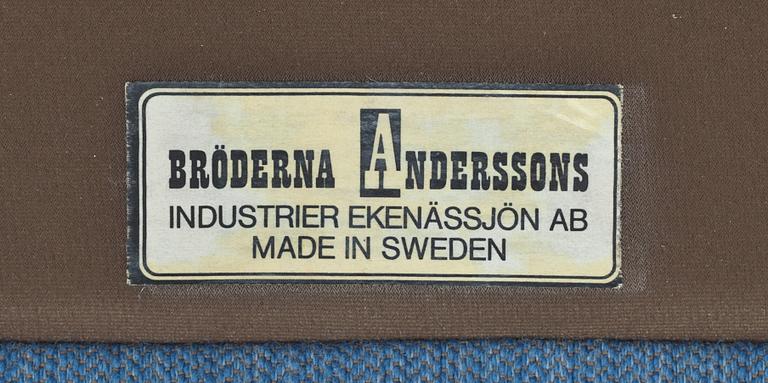 BRÖDERNA ANDERSSONS
INDUSTRIER EKENÄSSJÖN AB
MADE IN SWEDEN